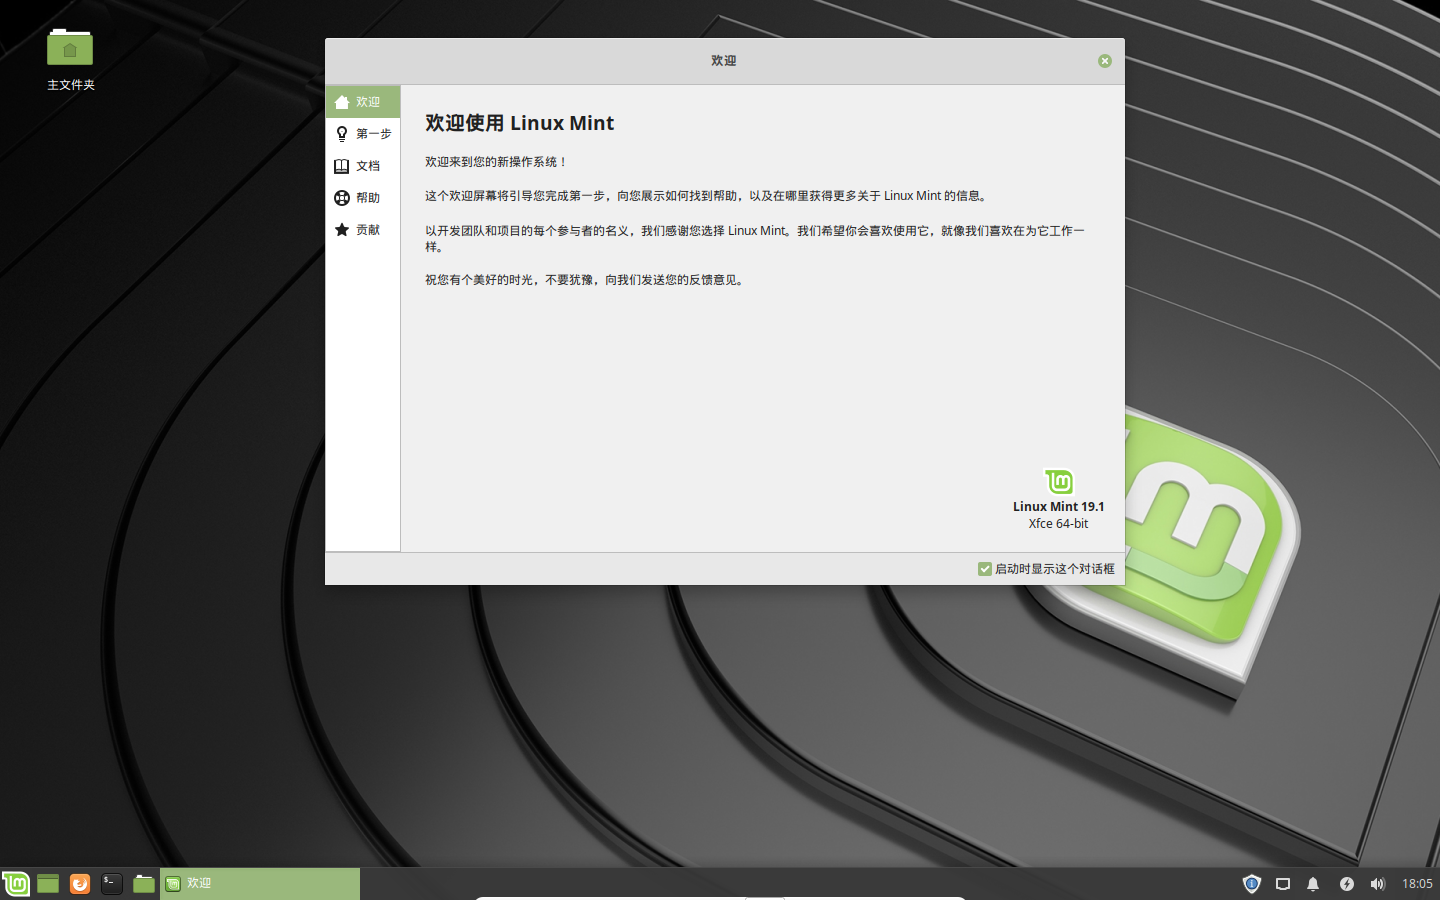 主文件夹
欢迎
欢迎
第一步
文档
帮助
贡献
欢迎使用 Linux Mint
欢迎来到您的新操作系统！
这个欢迎屏幕将引导您完成第一步，向您展示如何找到帮助，以及在哪里获得更多关于 Linux Mint 的信息。
以开发团队和项目的每个参与者的名义，我们感谢您选择 Linux Mint。我们希望你会喜欢使用它，就像我们喜欢在为它工作一
样。
祝您有个美好的时光，不要犹豫，向我们发送您的反馈意见。
Linux Mint 19.1
Xfce 64-bit
启动时显示这个对话框
欢迎
18:05